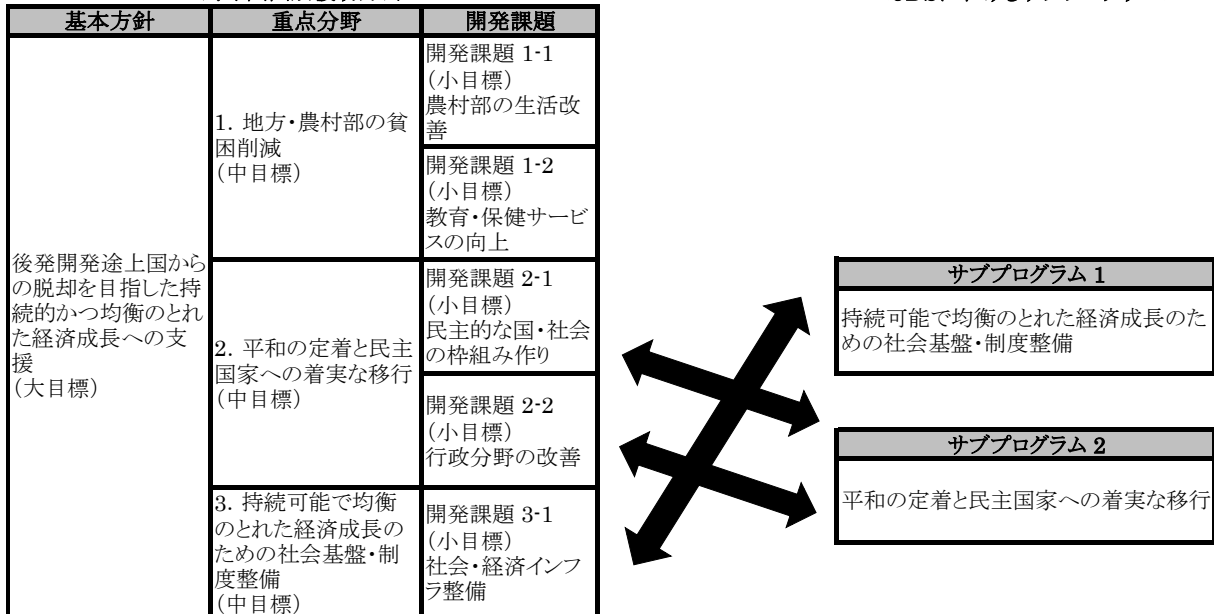 基本方針
重点分野
開発課題
後発開発途上国から
の脱却を目指した持
続的かつ均衡のとれ
た経済成長への支
援
(大目標)
1. 地方・農村部の貧
困削減
(中目標)
開発課題 1-1
(小目標)
農村部の生活改
善
開発課題 1-2
(小目標)
教育・保健サービ
スの向上
2. 平和の定着と民主
国家への着実な移行
(中目標)
開発課題 2-1
(小目標)
民主的な国・社会
の枠組み作り
開発課題 2-2
(小目標)
行政分野の改善
3. 持続可能で均衡
のとれた経済成長の
ための社会基盤・制
度整備
(中目標)
開発課題 3-1
(小目標)
社会・経済インフ
ラ整備
サブプログラム 1
持続可能で均衡のとれた経済成長のた
めの社会基盤・制度整備
サブプログラム 2
平和の定着と民主国家への着実な移行